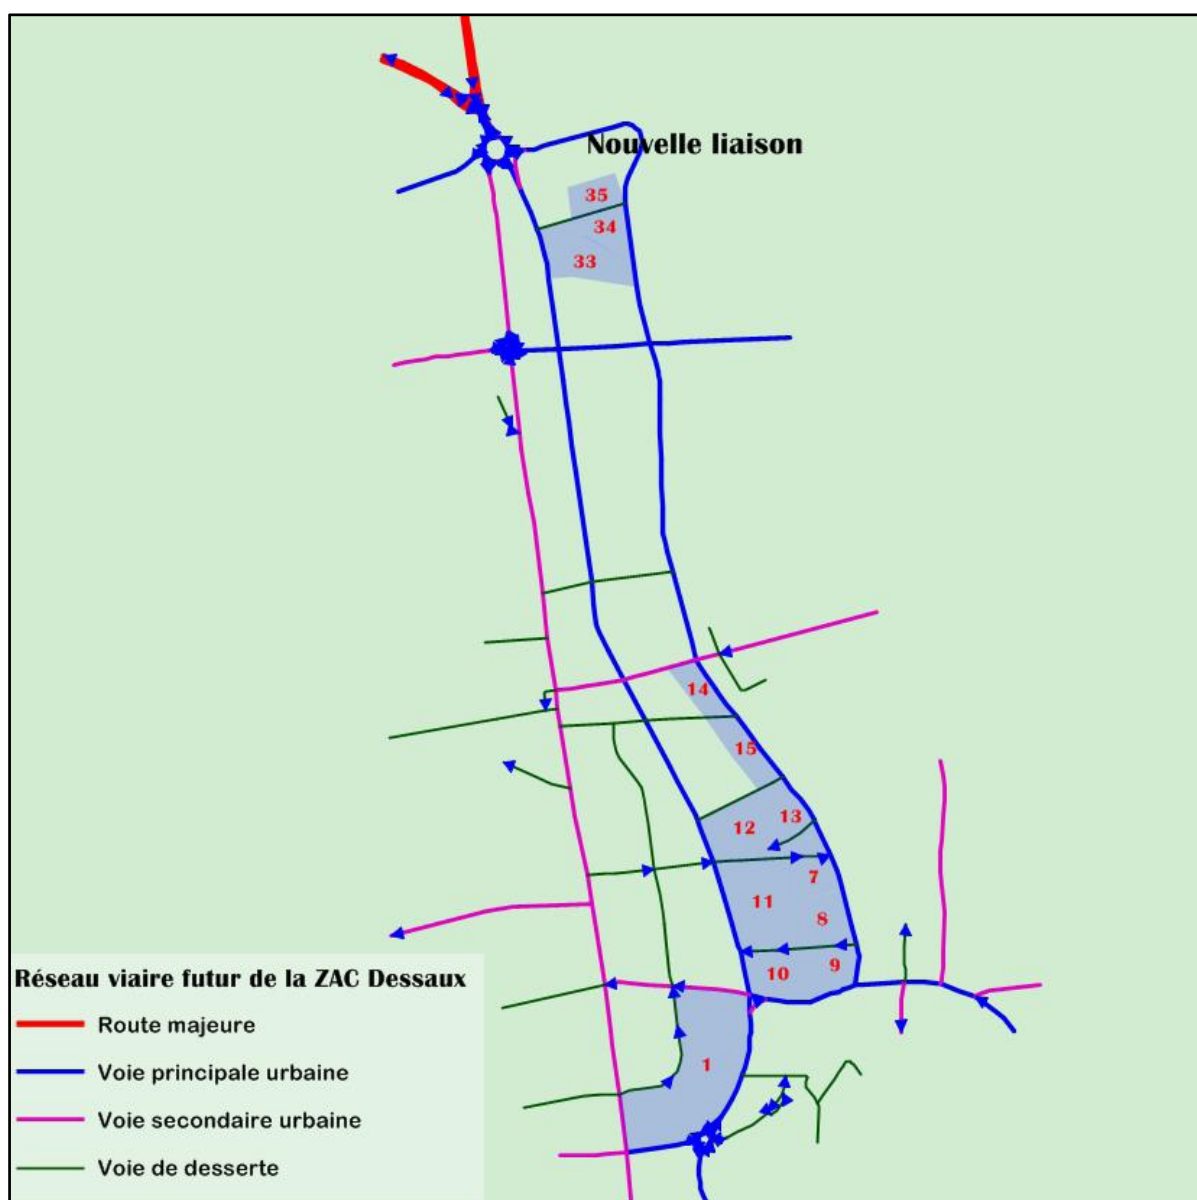 Nouvelle liaison
35
34
33
14
15
13
12
7
11
8
9
10
1
Réseau viaire futur de la ZAC Dessaux
Route majeure
Voie principale urbaine
Voie secondaire urbaine
Voie de desserte